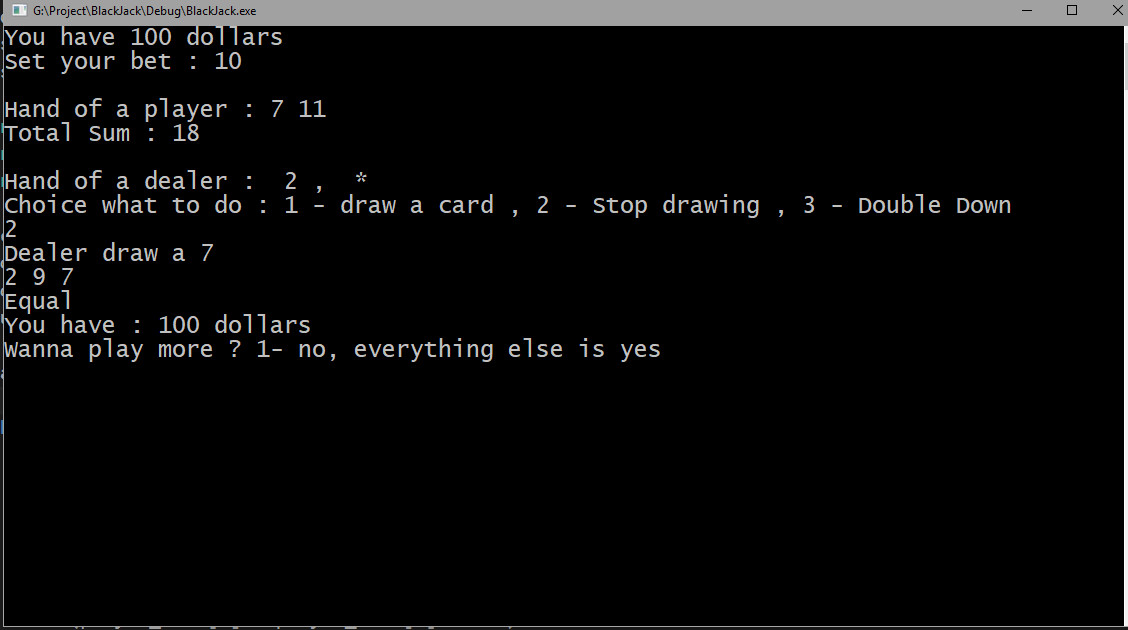 G:\Project\BlackJack\Debug\BlackJack.exe
You have 100 dollars
Set your bet : 10
Hand of a player : 7 11
Total Sum : 18
Hand of a dealer :  2 ,  *
Choice what to do : 1 - draw a card , 2 - Stop drawing , 3 - Double Down
2
Dealer draw a 7
2 9 7
Equal
You have : 100 dollars
Wanna play more ? 1- no, everything else is yes